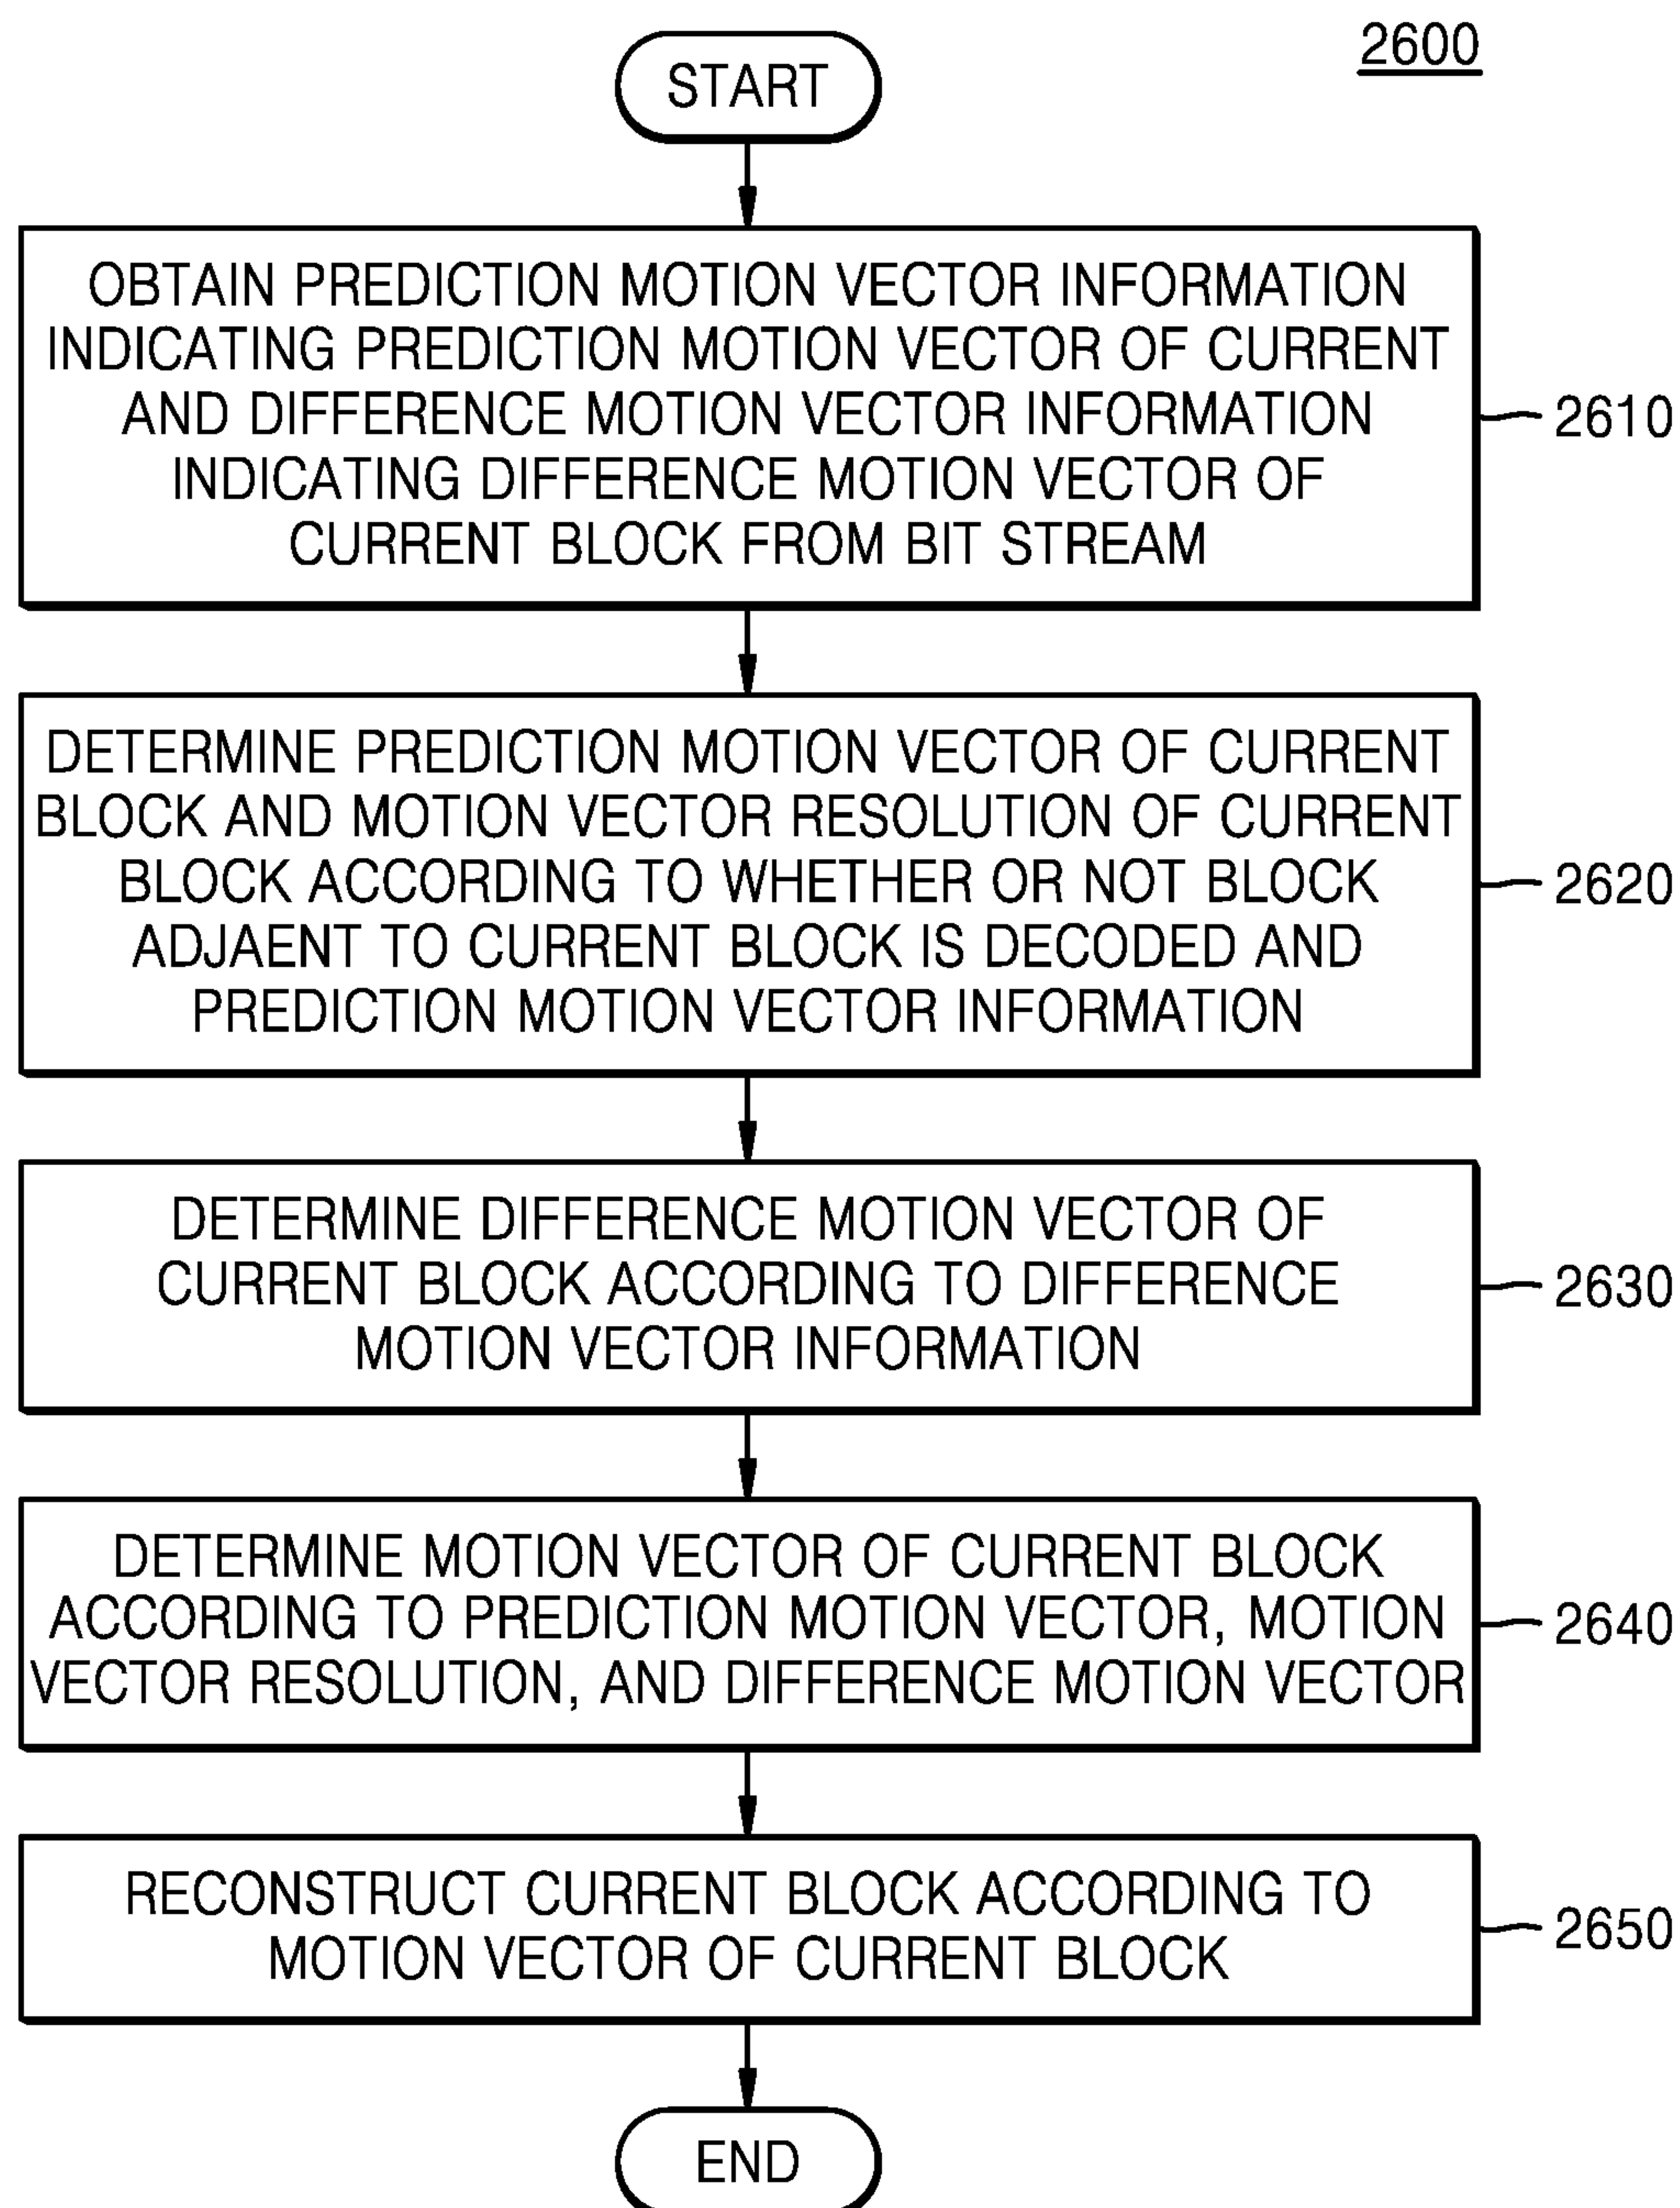 2600
START
OBTAIN PREDICTION MOTION VECTOR INFORMATION
INDICATING PREDICTION MOTION VECTOR OF CURRENT
AND DIFFERENCE MOTION VECTOR INFORMATION
INDICATING DIFFERENCE MOTION VECTOR OF
CURRENT BLOCK FROM BIT STREAM
2610
DETERMINE PREDICTION MOTION VECTOR OF CURRENT
BLOCK AND MOTION VECTOR RESOLUTION OF CURRENT
BLOCK ACCORDING TO WHETHER OR NOT BLOCK
ADJAENT TO CURRENT BLOCK IS DECODED AND
PREDICTION MOTION VECTOR INFORMATION
2620
DETERMINE DIFFERENCE MOTION VECTOR OF
CURRENT BLOCK ACCORDING TO DIFFERENCE
MOTION VECTOR INFORMATION
2630
DETERMINE MOTION VECTOR OF CURRENT BLOCK
ACCORDING TO PREDICTION MOTION VECTOR, MOTION
VECTOR RESOLUTION, AND DIFFERENCE MOTION VECTOR
2640
RECONSTRUCT CURRENT BLOCK ACCORDING TO
MOTION VECTOR OF CURRENT BLOCK
2650
END